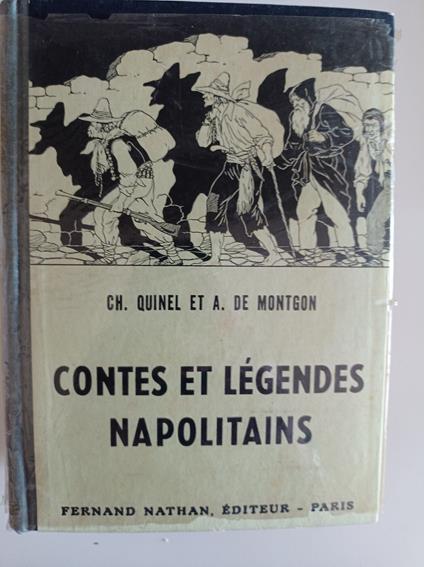 CH. QUINEL ET A. DE MONTGON
CONTES ET LÉGENDES
NAPOLITAINS
FERNAND NATHAN, ÉDITEUR - PARIS